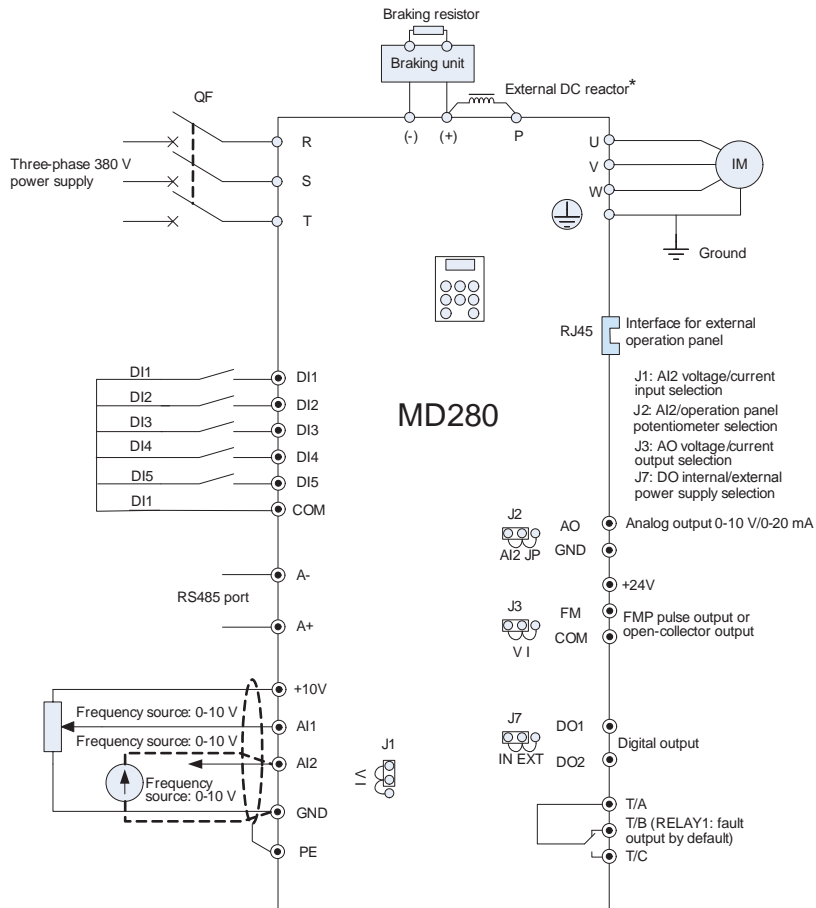 Braking resistor
Braking unit
External DC reactor*
QF
(-)
(+)
P
R
S
T
Three-phase 380 V
power supply
U
V
W
IM
Ground
RJ45
Interface for external
operation panel
DI1
DI2
DI3
DI4
DI5
DI1
DI1
DI2
DI3
DI4
DI5
COM
MD280
J1: AI2 voltage/current
input selection
J2: AI2/operation panel
potentiometer selection
J3: AO voltage/current
output selection
J7: DO internal/external
power supply selection
J2
AI2 JP
AO
GND
Analog output 0-10 V/0-20 mA
+24V
J3
V I
FM
COM
FMP pulse output or
open-collector output
A-
RS485 port
A+
+10V
Frequency source: 0-10 V
AI1
Frequency source: 0-10 V
AI2
Frequency
source: 0-10 V
GND
PE
J1
V I
J7
IN EXT
DO1
DO2
Digital output
T/A
T/B (RELAY1: fault
output by default)
T/C